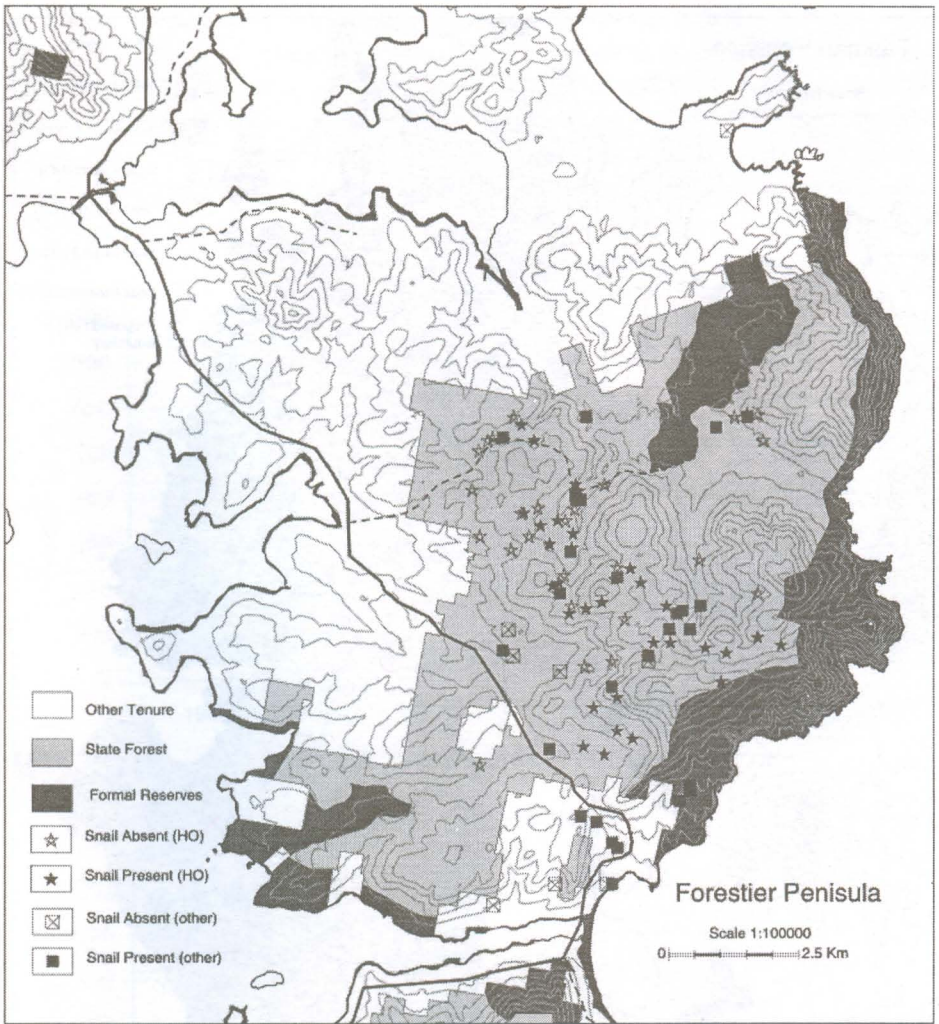 Other Tenure
State Forest
Formal Reserves
Snail Absent (HO)
Snail Present (HO)
Snail Absent (other)
Snail Present (other)
Forestier Penisula
Scale 1:100000
0 2.5 Km